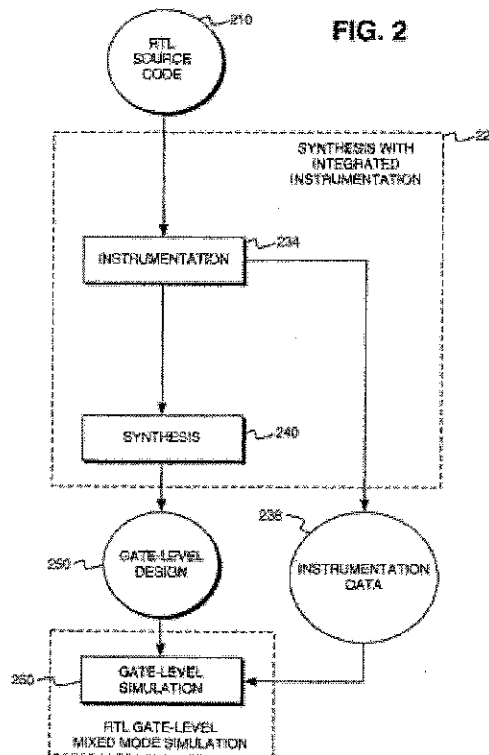 210
FIG. 2
RTL
SOURCE
CODE
22
SYNTHESIS WITH
INTEGRATED
INSTRUMENTATION
234
INSTRUMENTATION
SYNTHESIS
240
238
250
GATE-LEVEL
DESIGN
INSTRUMENTATION
DATA
260
GATE-LEVEL
SIMULATION
RTL GATE-LEVEL
MIXED MODE SIMULATION